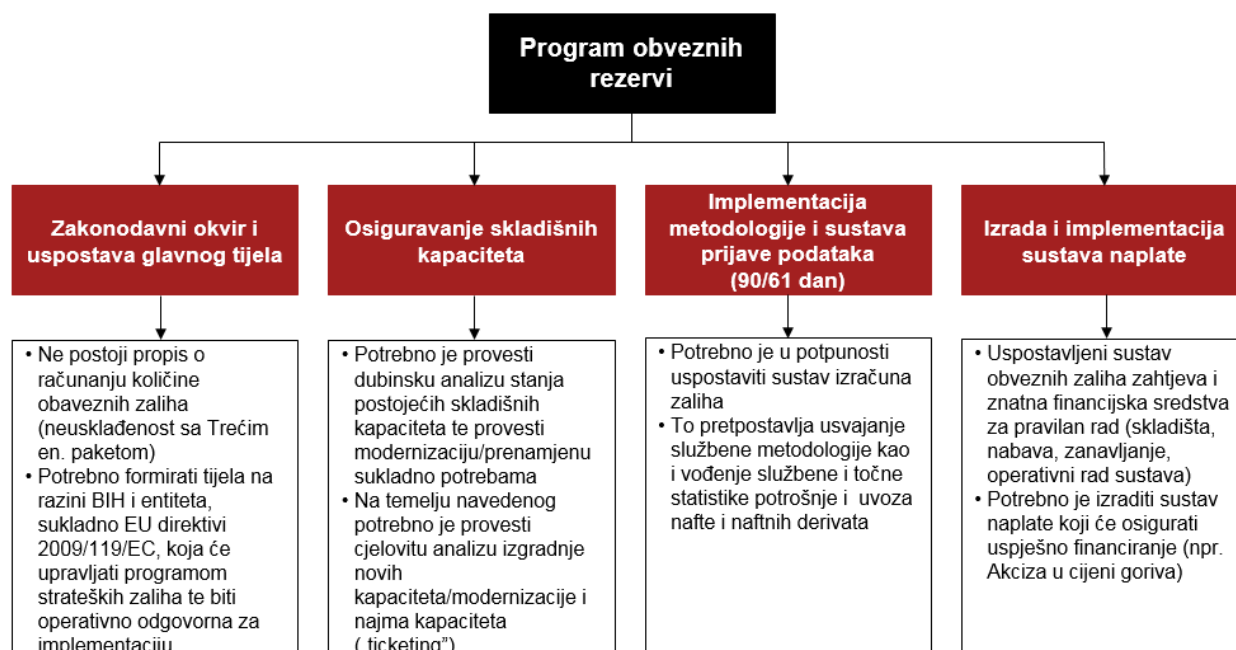 Program obveznih
rezervi
Zakonodavni okvir i
uspostava glavnog tijela
Osiguravanje skladišnih
kapaciteta
Implementacija
metodologije i sustava
prijave podataka
(90/61 dan)
Izrada i implementacija
sustava naplate
• Ne postoji propis o
računanju količine
obaveznih zaliha
(neusklađenost sa Trećim
en. paketom)
• Potrebno formirati tijela na
razini BIH i entiteta,
sukladno EU direktivi
2009/119/EC, koja će
upravljati programom
strateških zaliha te biti
operativno odgovorna za
implementaciju
• Potrebno je provesti
dubinsku analizu stanja
postojećih skladišnih
kapaciteta te provesti
modernizaciju/prenamjenu
sukladno potrebama
• Na temelju navedenog
potrebno je provesti
cjelovitu analizu izgradnje
novih
kapaciteta/modernizacije i
najma kapaciteta
(„ticketing”)
• Potrebno je u potpunosti
uspostaviti sustav izračuna
zaliha
• To pretpostavlja usvajanje
službene metodologije kao
i vođenje službene i točne
statistike potrošnje i uvoza
nafte i naftnih derivata
• Uspostavljeni sustav
obveznih zaliha zahtjeva i
znatna financijska sredstva
za pravilan rad (skladišta,
nabava, zanavljanje,
operativni rad sustava)
• Potrebno je izraditi sustav
naplate koji će osigurati
uspješno financiranje (npr.
Akciza u cijeni goriva)